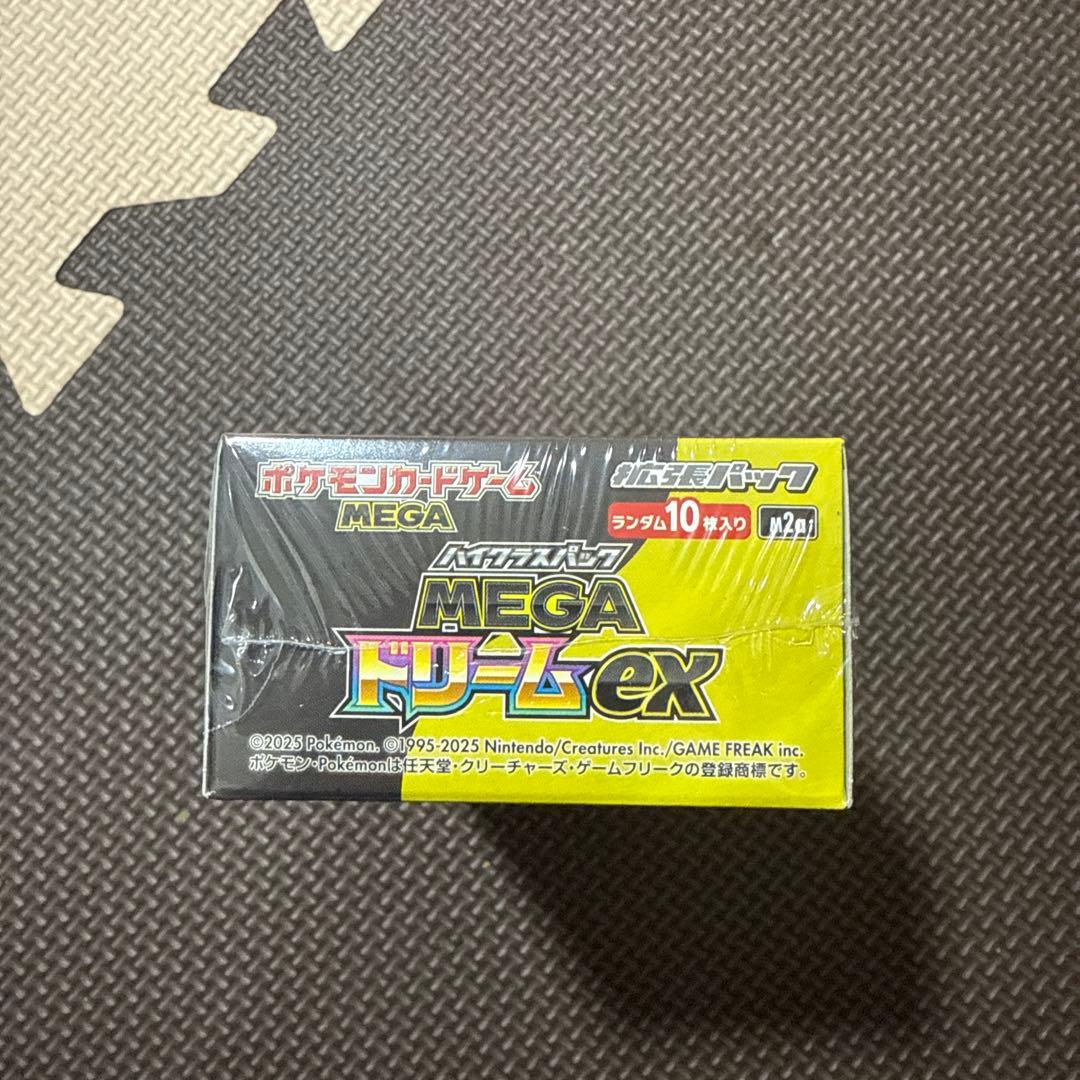 ポケモンカードゲーム
MEGA
拡張パック
ランダム10枚入り M2a
ハイクラスパック
MEGA
ドリームex
©2025 Pokémon. ©1995-2025 Nintendo/Creatures Inc./GAME FREAK inc.
ポケモン・Pokémonは任天堂・クリーチャーズ・ゲームフリークの登録商標です。